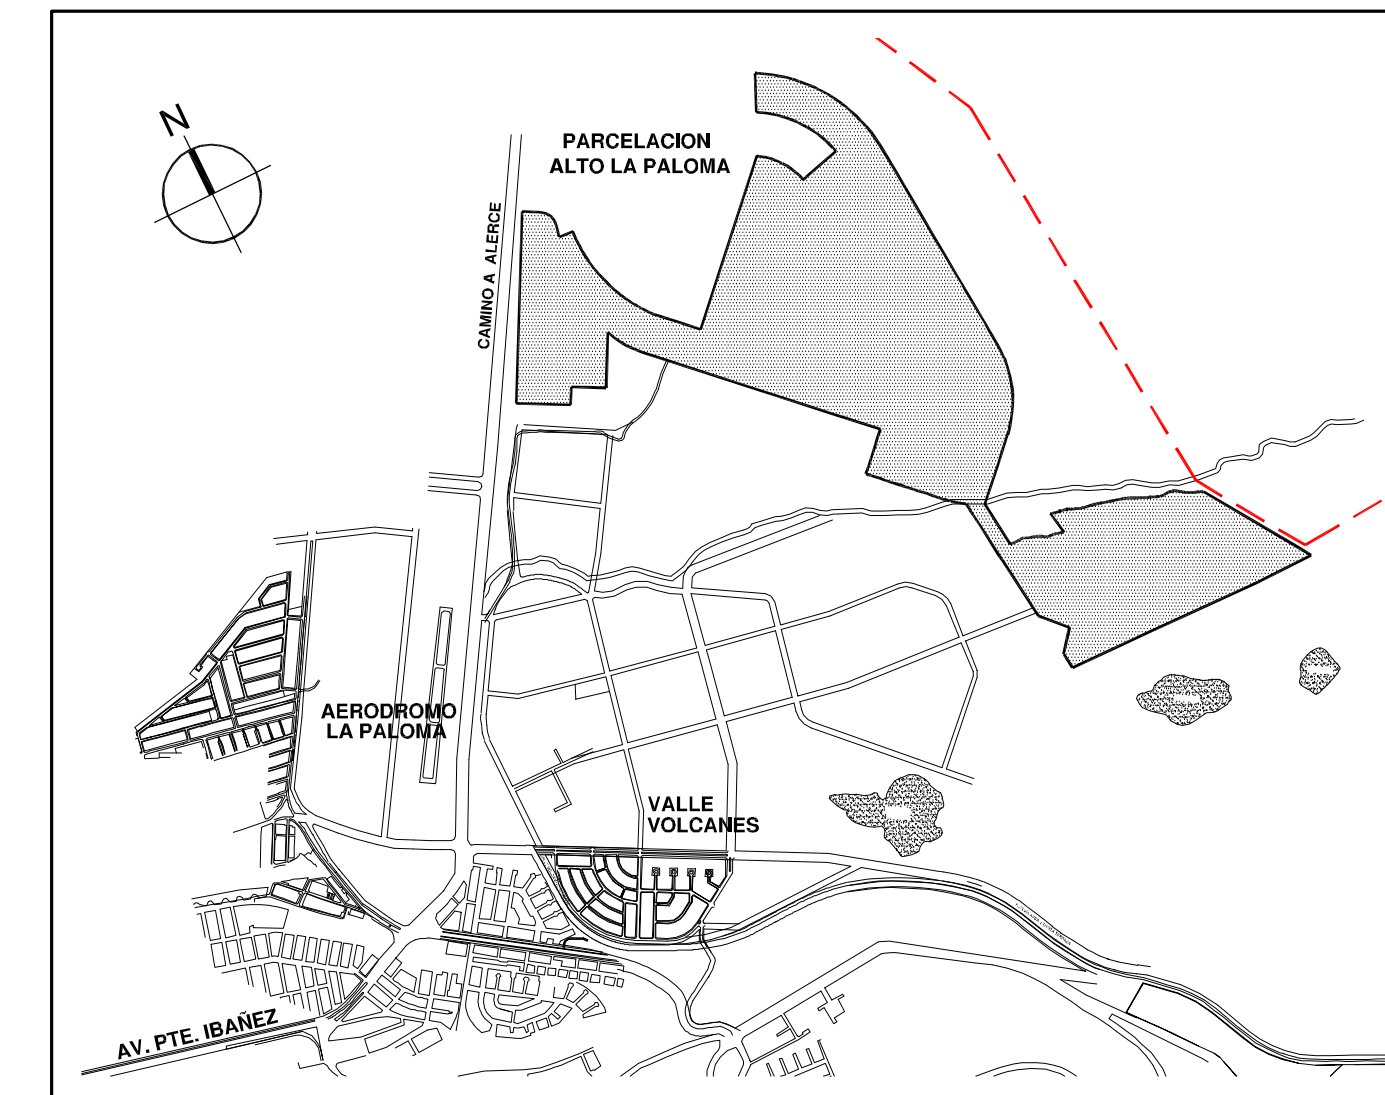 N
PARCELACION
ALTO LA PALOMA
CAMINO A ALERCE
AERODROMO
LA PALOMA
VALLE
VOLCANES
AV. PTE. IBAÑEZ